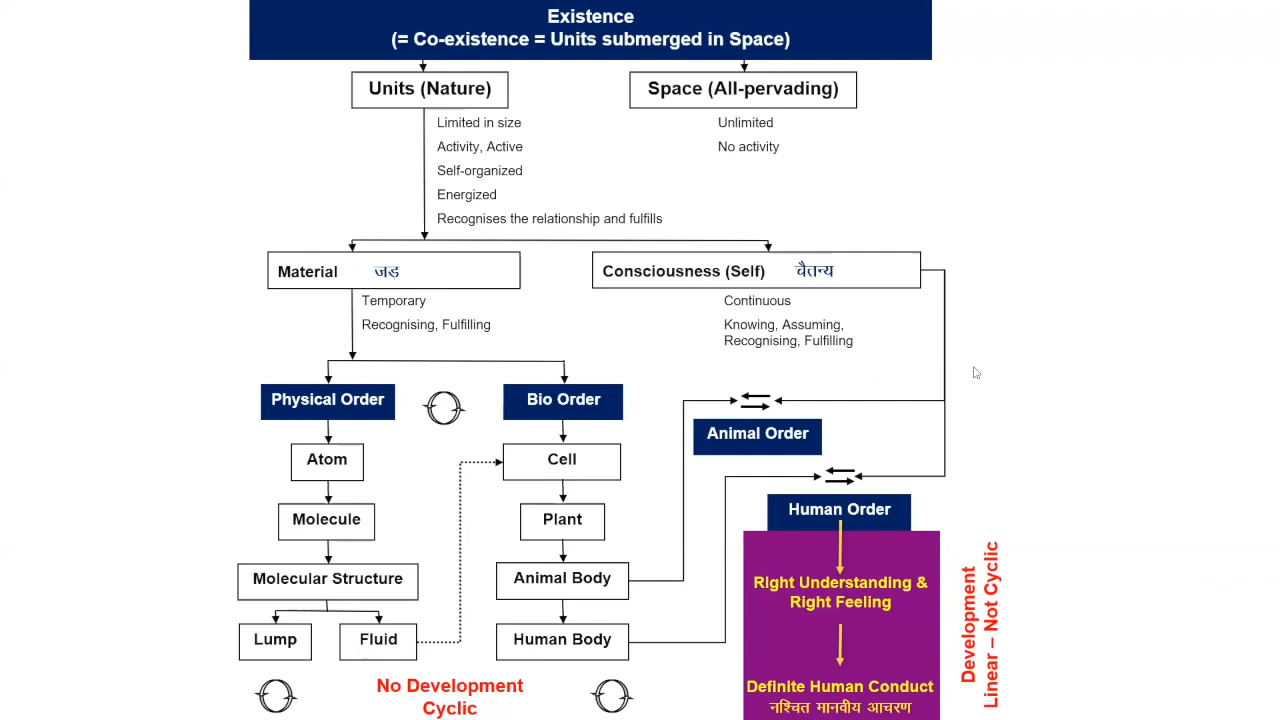 Existence
(= Co-existence = Units submerged in Space)
Units (Nature)
Space (All-pervading)
Limited in size
Activity, Active
Self-organized
Energized
Recognises the relationship and fulfills
Unlimited
No activity
Material जड़
Consciousness (Self) चैतन्य
Temporary
Recognising, Fulfilling
Continuous
Knowing, Assuming,
Recognising, Fulfilling
Physical Order
Bio Order
Animal Order
Atom
Cell
Molecule
Plant
Human Order
Molecular Structure
Animal Body
Right Understanding &
Right Feeling
Lump
Fluid
Human Body
No Development
Cyclic
Definite Human Conduct
नश्चित मानवीय आचरण
Development
Linear – Not Cyclic